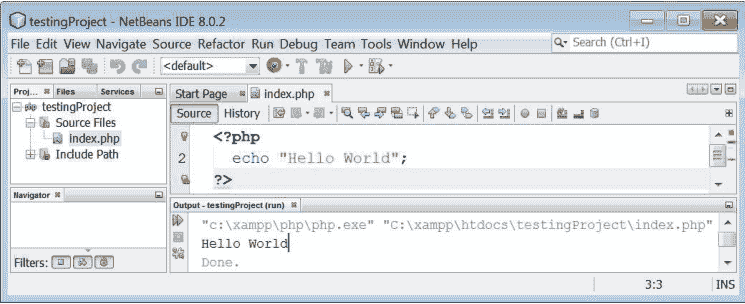 testingProject - NetBeans IDE 8.0.2
File Edit View Navigate Source Refactor Run Debug Team Tools Window Help
Search (Ctrl+I)
<default>
Proj... Files Services
testingProject
Source Files
index.php
Include Path
Navigator
Filters:
Start Page index.php
Source History
<?php
2 echo "Hello World";
?>
Output - testingProject (run)
"c:\xampp\php\php.exe" "C:\xampp\htdocs\testingProject\index.php"
Hello World
Done.
3:3 INS